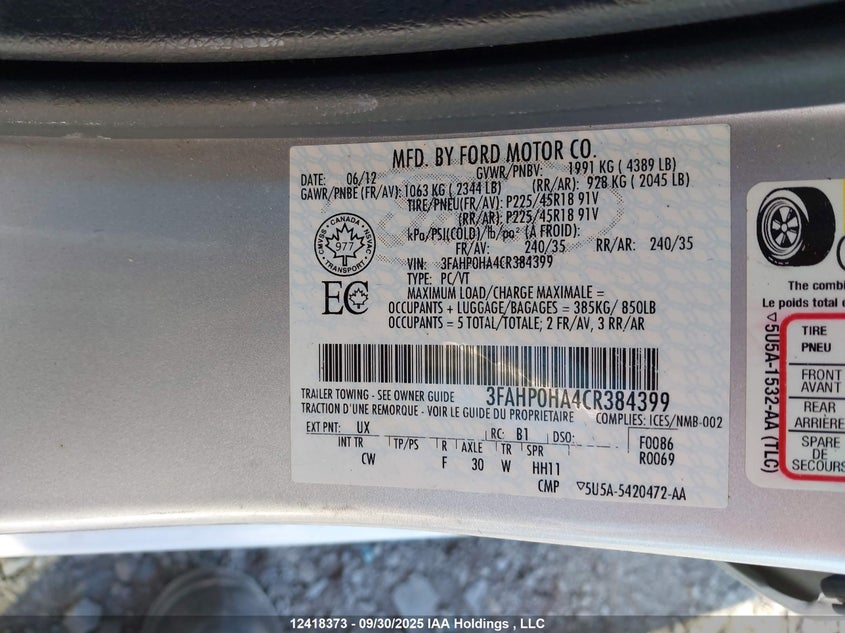 MFD. BY FORD MOTOR CO.
DATE: 06/12 GVWR/PNBV: 1991 KG ( 4389 LB)
GAWR/PNBE (FR/AV): 1063 KG ( 2344 LB) (RR/AR): 928 KG ( 2045 LB)
TIRE/PNEU(FR/AV): P225/45R18 91V
(RR/AR): P225/45R18 91V
kPa/PSI(COLD)/lb/po² (À FROID):
FR/AV: 240/35 RR/AR: 240/35
CMVSS · CANADA · NSVAC
977
TRANSPORT
VIN: 3FAHP0HA4CR384399
TYPE: PC/VT
EC
MAXIMUM LOAD/CHARGE MAXIMALE =
OCCUPANTS + LUGGAGE/BAGAGES = 385KG/ 850LB
OCCUPANTS = 5 TOTAL/TOTALE; 2 FR/AV, 3 RR/AR
TRAILER TOWING - SEE OWNER GUIDE 3FAHP0HA4CR384399
TRACTION D'UNE REMORQUE - VOIR LE GUIDE DU PROPRIETAIRE COMPLIES: ICES/NMB-002
EXT PNT: UX RC: B1 DSO: F0086
INT TR TP/PS R AXLE TR SPR R0069
CW F 30 W HH11
CMP ▽5U5A-5420472-AA
The combi
Le poids total
▽5U5A-1532-AA (TLC)
TIRE
PNEU
FRONT
AVANT
REAR
ARRIÈRE
SPARE
DE
SECOURS
12418373 - 09/30/2025 IAA Holdings , LLC